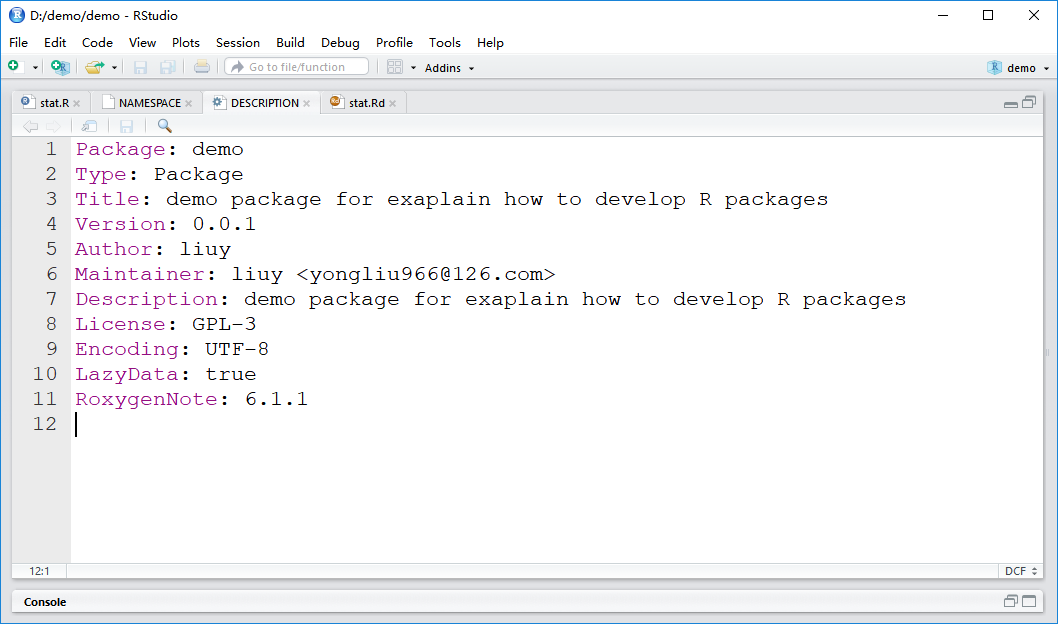 D:/demo/demo - RStudio
File Edit Code View Plots Session Build Debug Profile Tools Help
Go to file/function Addins demo
stat.R NAMESPACE DESCRIPTION stat.Rd
1 Package: demo
2 Type: Package
3 Title: demo package for exaplain how to develop R packages
4 Version: 0.0.1
5 Author: liuy
6 Maintainer: liuy <yongliu966@126.com>
7 Description: demo package for exaplain how to develop R packages
8 License: GPL-3
9 Encoding: UTF-8
10 LazyData: true
11 RoxygenNote: 6.1.1
12
12:1 DCF
Console